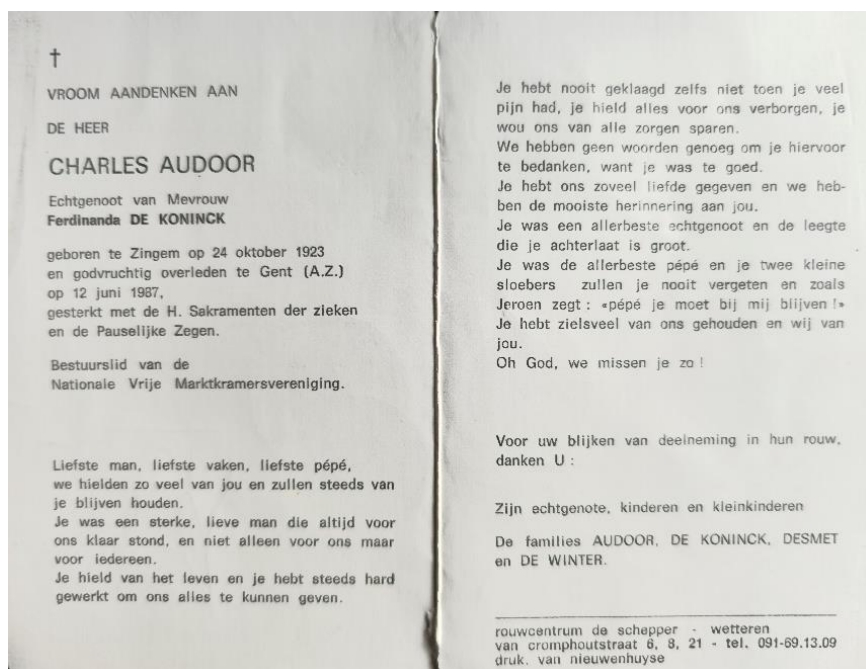 †
VROOM AANDENKEN AAN
DE HEER
CHARLES AUDOOR
Echtgenoot van Mevrouw
Ferdinanda DE KONINCK
geboren te Zingem op 24 oktober 1923
en godvruchtig overleden te Gent (A.Z.)
op 12 juni 1987,
gesterkt met de H. Sakramenten der zieken
en de Pauselijke Zegen.
Bestuurslid van de
Nationale Vrije Marktkramersvereniging.
Liefste man, liefste vaken, liefste pépé,
we hielden zo veel van jou en zullen steeds van
je blijven houden.
Je was een sterke, lieve man die altijd voor
ons klaar stond, en niet alleen voor ons maar
voor iedereen.
Je hield van het leven en je hebt steeds hard
gewerkt om ons alles te kunnen geven.
Je hebt nooit geklaagd zelfs niet toen je veel
pijn had, je hield alles voor ons verborgen, je
wou ons van alle zorgen sparen.
We hebben geen woorden genoeg om je hiervoor
te bedanken, want je was te goed.
Je hebt ons zoveel liefde gegeven en we heb-
ben de mooiste herinnering aan jou.
Je was een allerbeste echtgenoot en de leegte
die je achterlaat is groot.
Je was de allerbeste pépé en je twee kleine
sloebers zullen je nooit vergeten en zoals
Jeroen zegt : «pépé je moet bij mij blijven !»
Je hebt zielsveel van ons gehouden en wij van
jou.
Oh God, we missen je zo !
Voor uw blijken van deelneming in hun rouw,
danken U :
Zijn echtgenote, kinderen en kleinkinderen
De families AUDOOR, DE KONINCK, DESMET
en DE WINTER.
rouwcentrum de schepper - wetteren
van cromphoutstraat 6, 8, 21 - tel. 091-69.13.09
druk. van nieuwenhuyse